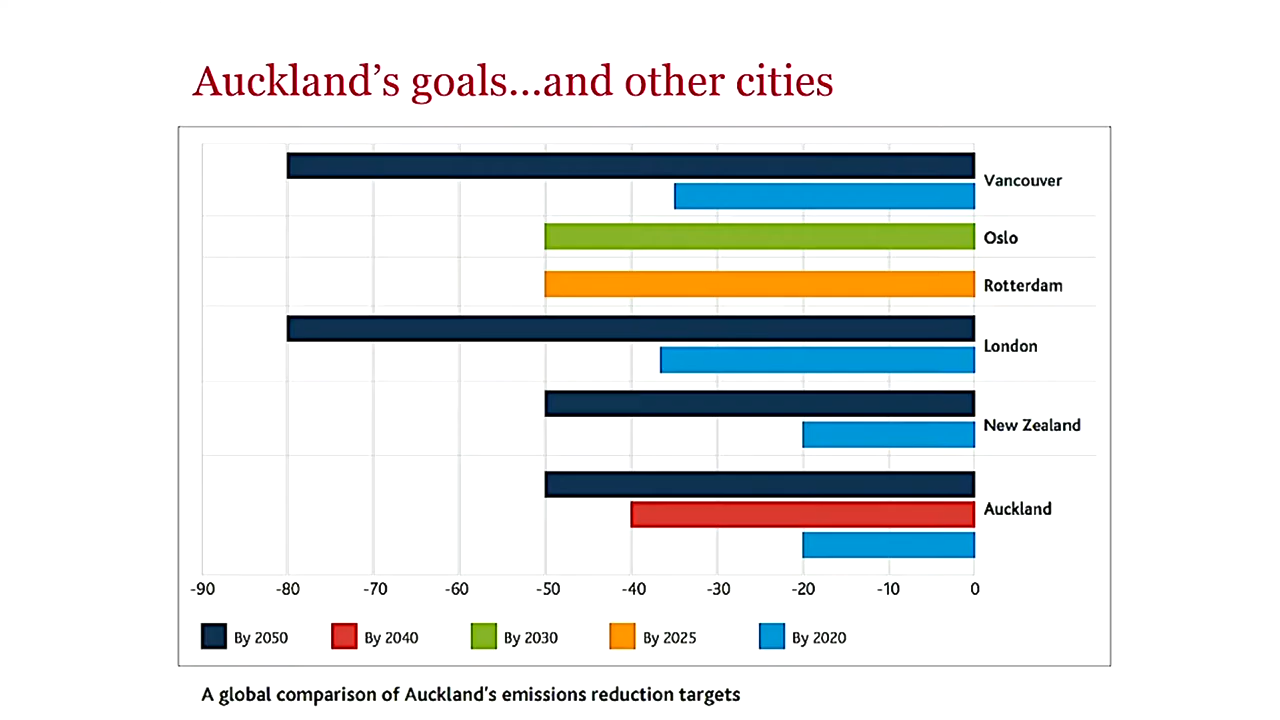 Auckland’s goals...and other cities
Vancouver
Oslo
Rotterdam
London
New Zealand
Auckland
-90 -80 -70 -60 -50 -40 -30 -20 -10 0
By 2050 By 2040 By 2030 By 2025 By 2020
A global comparison of Auckland's emissions reduction targets